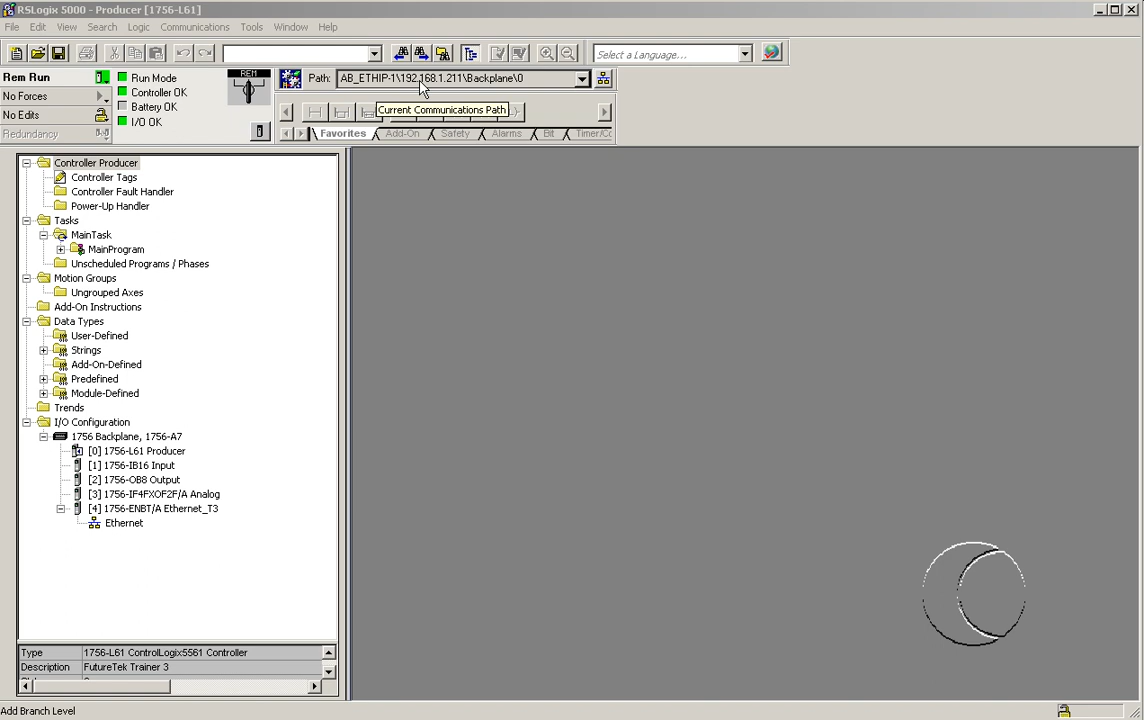 RSLogix 5000 - Producer [1756-L61]
File Edit View Search Logic Communications Tools Window Help
Select a Language...
Rem Run
Run Mode
REM
Path: AB_ETHIP-1\192.168.1.211\Backplane\0
No Forces
Controller OK
Battery OK
Current Communications Path
No Edits
I/O OK
Redundancy
Favorites Add-On Safety Alarms Bit Timer/Co
Controller Producer
Controller Tags
Controller Fault Handler
Power-Up Handler
Tasks
MainTask
MainProgram
Unscheduled Programs / Phases
Motion Groups
Ungrouped Axes
Add-On Instructions
Data Types
User-Defined
Strings
Add-On-Defined
Predefined
Module-Defined
Trends
I/O Configuration
1756 Backplane, 1756-A7
[0] 1756-L61 Producer
[1] 1756-IB16 Input
[2] 1756-OB8 Output
[3] 1756-IF4FXOF2F/A Analog
[4] 1756-ENBT/A Ethernet_T3
Ethernet
Type 1756-L61 ControlLogix5561 Controller
Description FutureTek Trainer 3
Add Branch Level